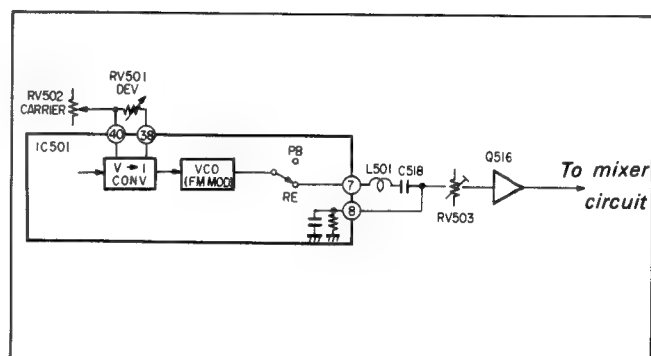 RV501
DEV
RV502
CARRIER
40
38
IC501
V → I
CONV
VCO
(FM MOD)
PB
RE
7
L501
C518
8
RV503
Q516
To mixer
circuit